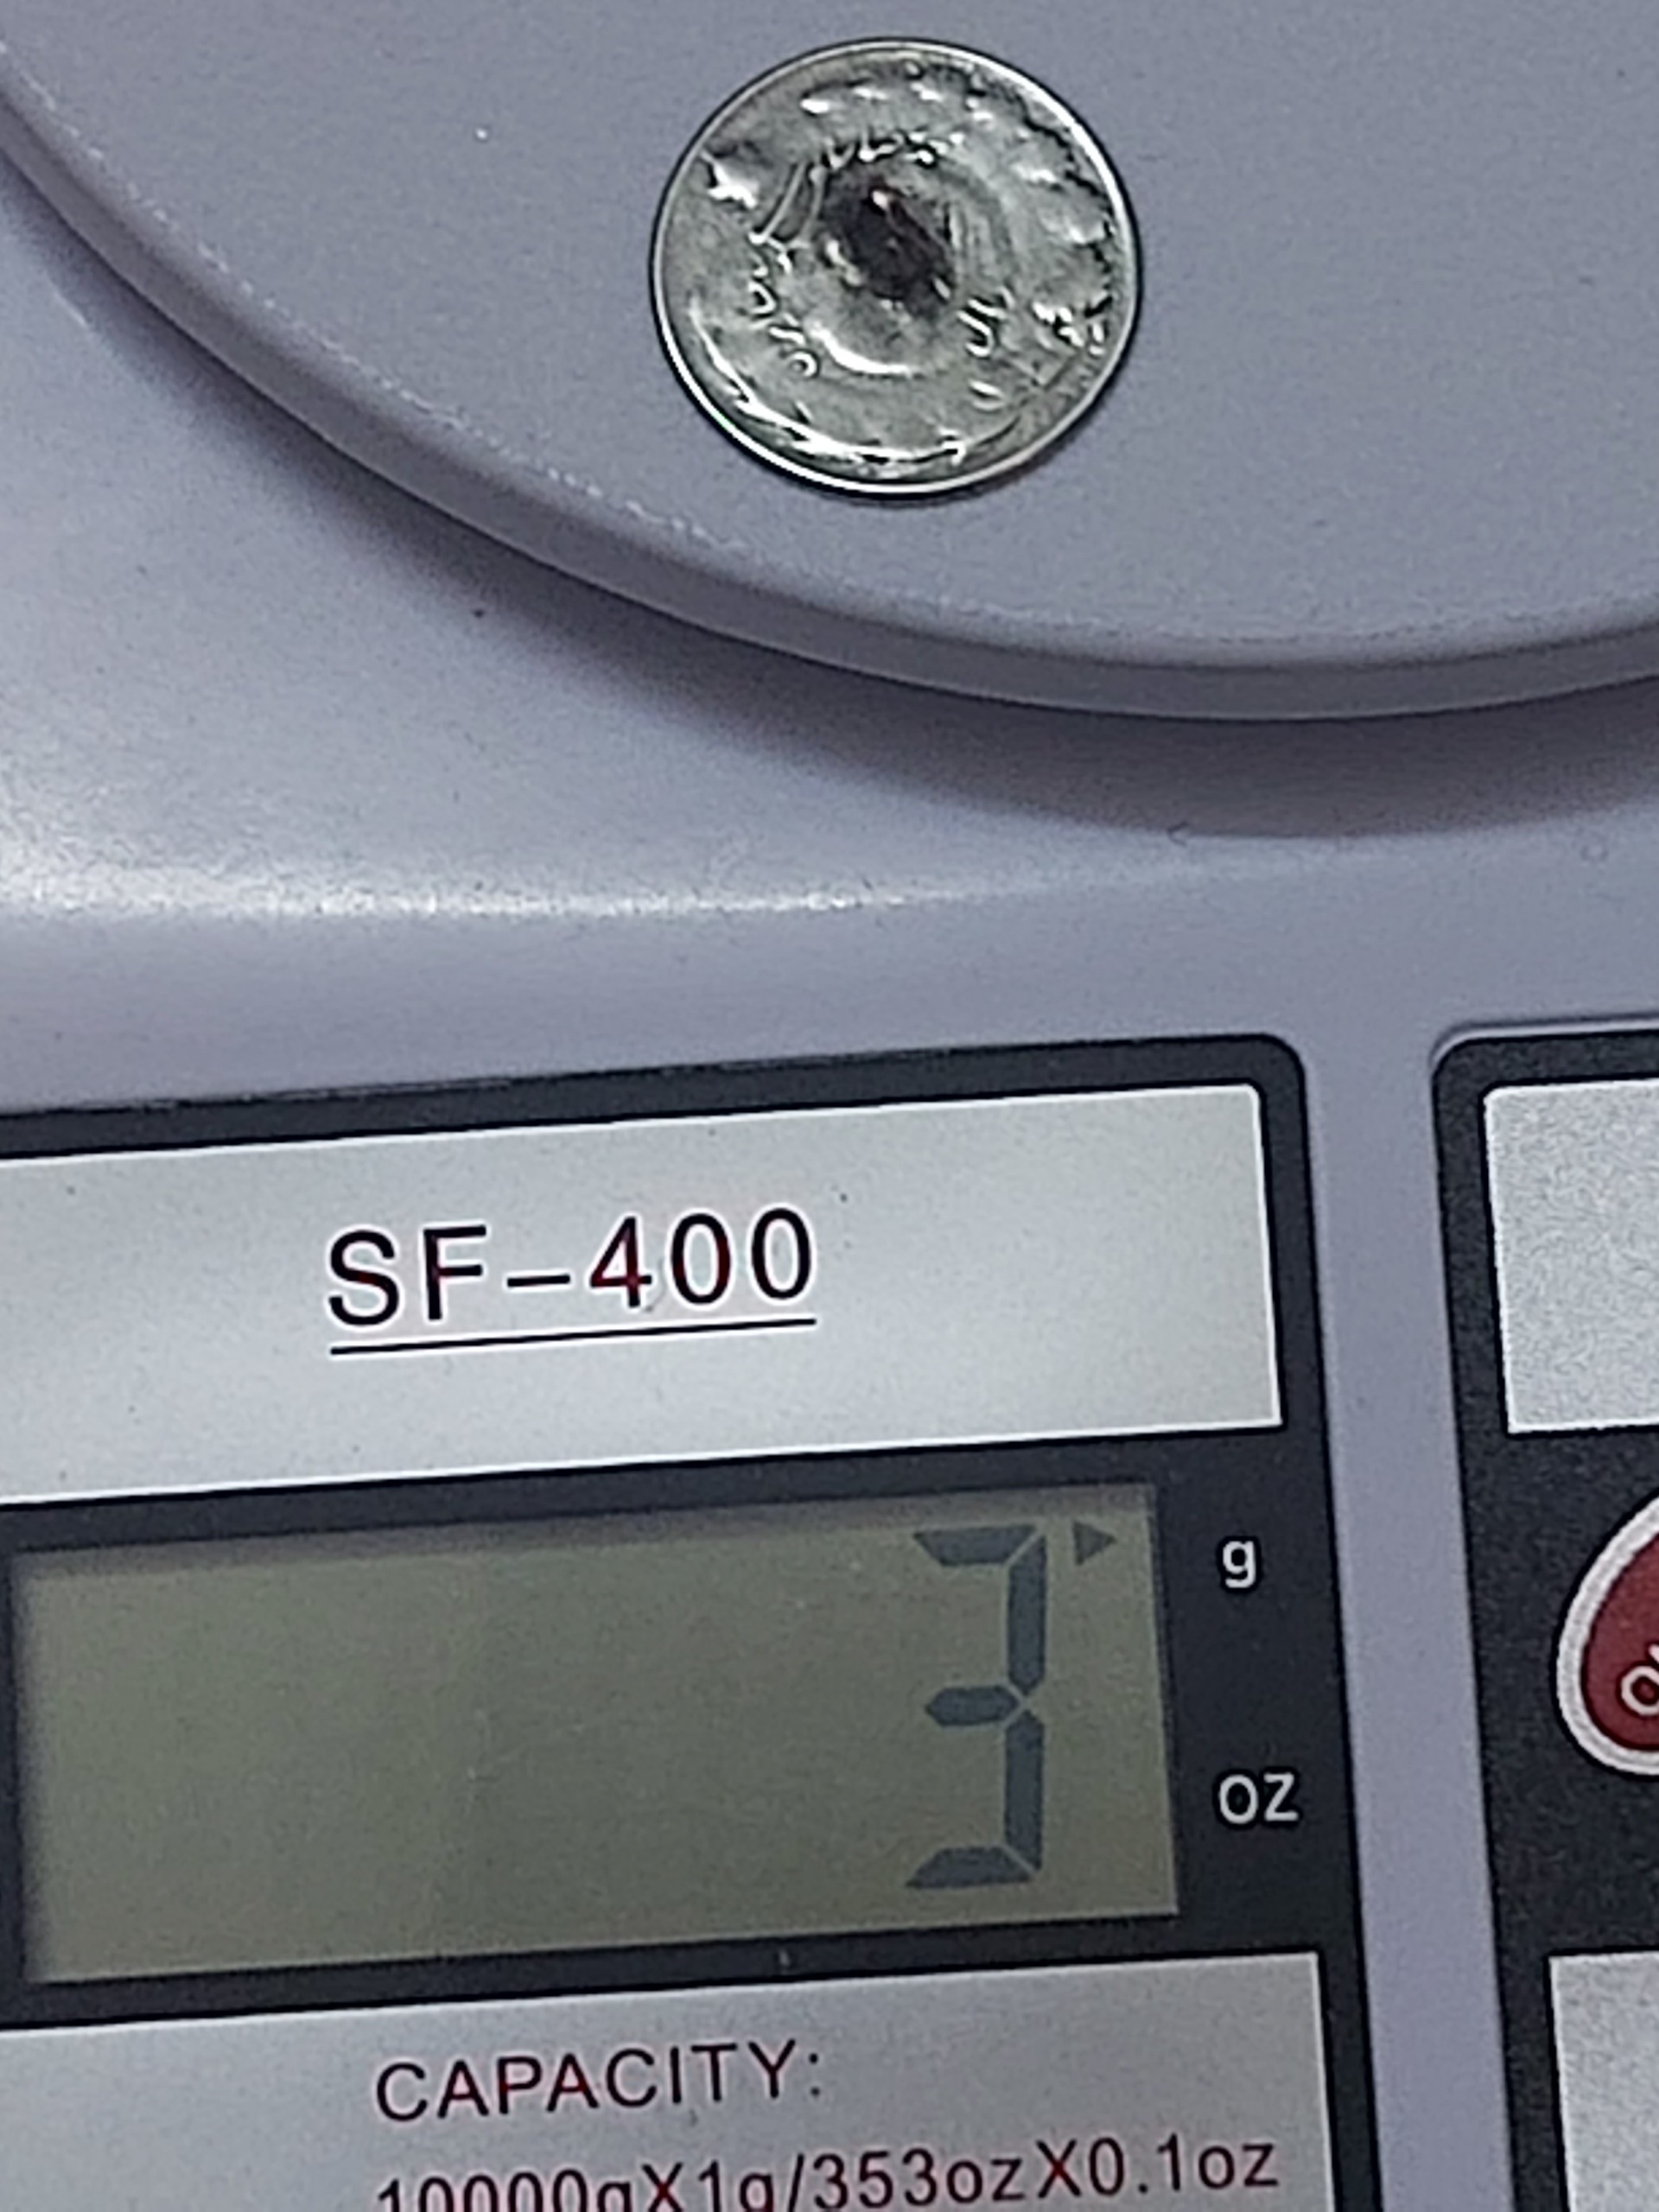 SF-400
3
g
oz
CAPACITY:
10000gX1g/353ozX0.1oz